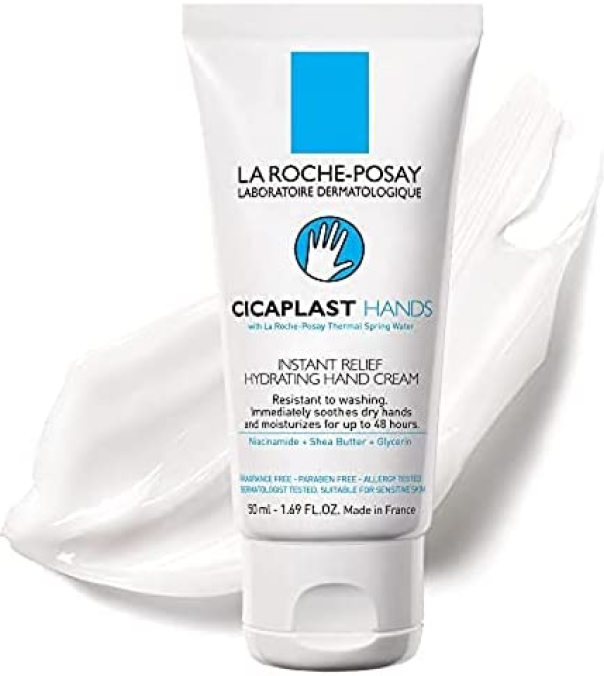 LA ROCHE-POSAY
LABORATOIRE DERMATOLOGIQUE
CICAPLAST HANDS
with La Roche-Posay Thermal Spring Water
INSTANT RELIEF
HYDRATING HAND CREAM
Resistant to washing.
Immediately soothes dry hands
and moisturizes for up to 48 hours.
Niacinamide + Shea Butter + Glycerin
FRAGRANCE FREE - PARABEN FREE - ALLERGY TESTED
DERMATOLOGIST TESTED. SUITABLE FOR SENSITIVE SKIN
50 ml - 1.69 FL.OZ. Made in France